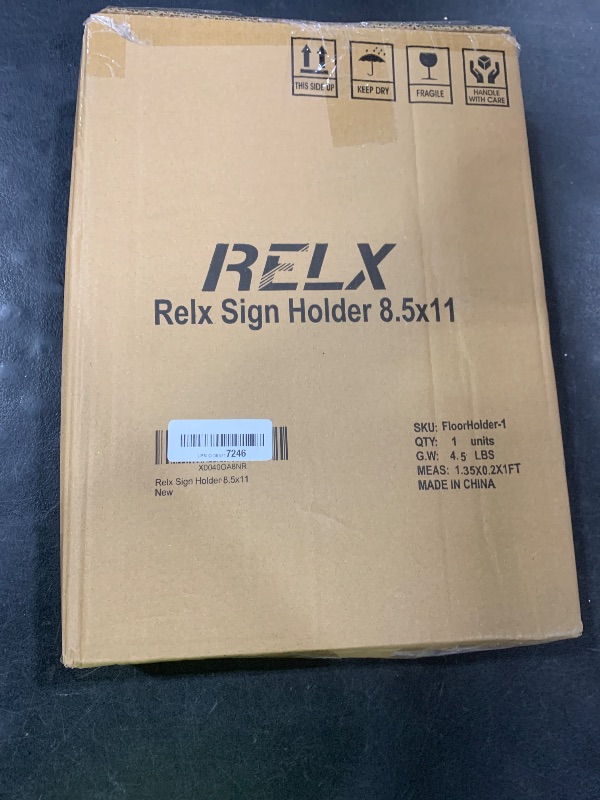 THIS SIDE UP
KEEP DRY
FRAGILE
HANDLE
WITH CARE
RELX
Relx Sign Holder 8.5x11
7246
X0040GA6NR
Relx Sign Holder 8.5x11
New
SKU: FloorHolder-1
QTY: 1 units
G.W: 4.5 LBS
MEAS: 1.35X0.2X1FT
MADE IN CHINA